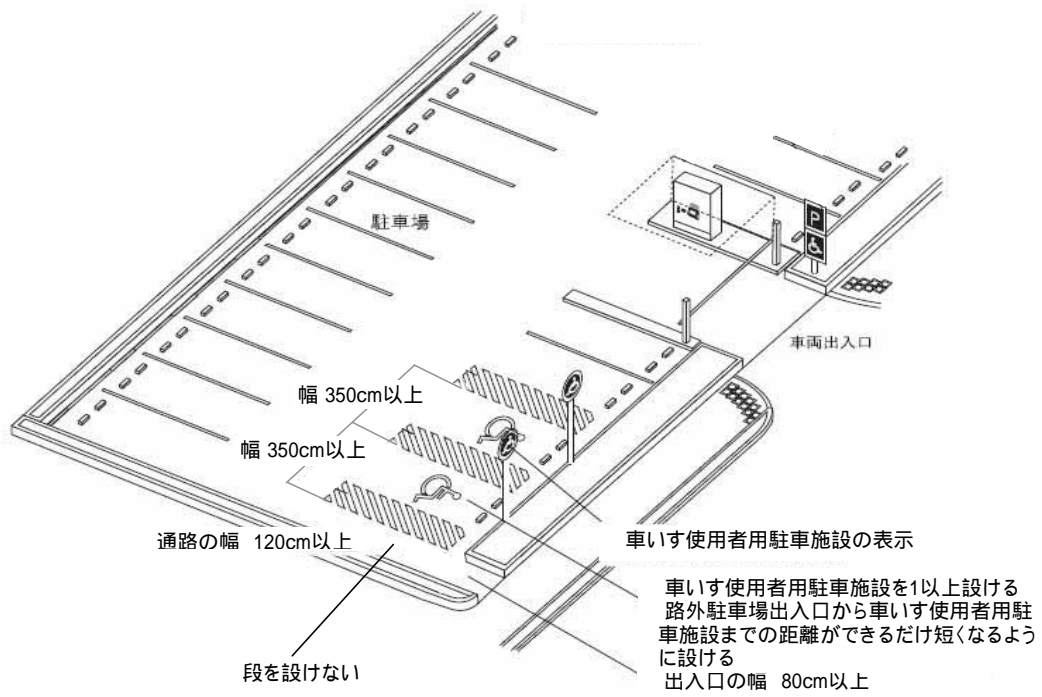 P
駐車場
車両出入口
幅 350cm以上
幅 350cm以上
通路の幅 120cm以上
車いす使用者用駐車施設の表示
段を設けない
車いす使用者用駐車施設を1以上設ける
路外駐車場出入口から車いす使用者用駐
車施設までの距離ができるだけ短くなるよう
に設ける
出入口の幅 80cm以上